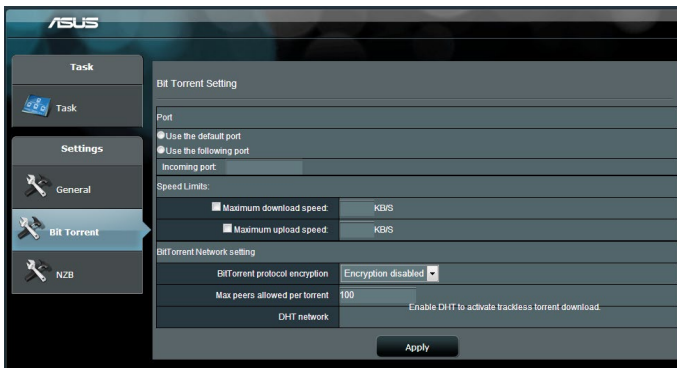 ASUS
Task
Task
Settings
General
Bit Torrent
NZB
Bit Torrent Setting
Port
Use the default port
Use the following port
Incoming port:
Speed Limits:
Maximum download speed: KB/S
Maximum upload speed: KB/S
BitTorrent Network setting
BitTorrent protocol encryption Encryption disabled
Max peers allowed per torrent 100
DHT network Enable DHT to activate trackless torrent download.
Apply